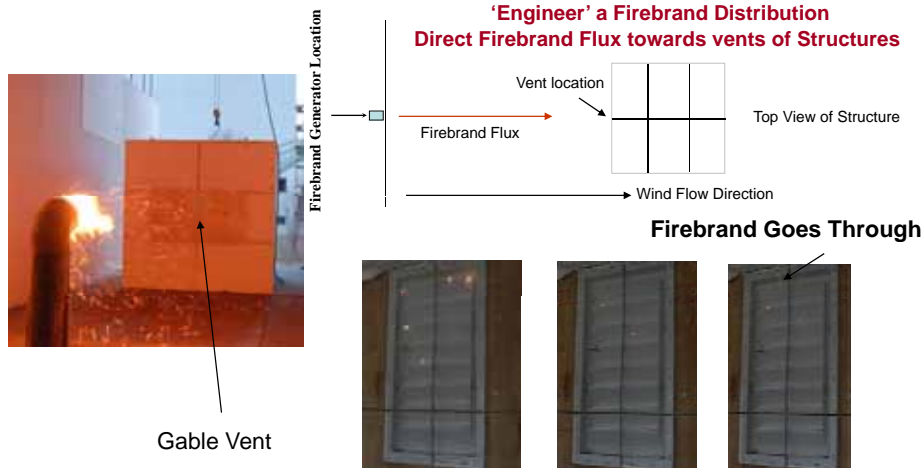 ‘Engineer’ a Firebrand Distribution
Direct Firebrand Flux towards vents of Structures
Firebrand Generator Location
Vent location
Top View of Structure
Firebrand Flux
Wind Flow Direction
Firebrand Goes Through
Gable Vent